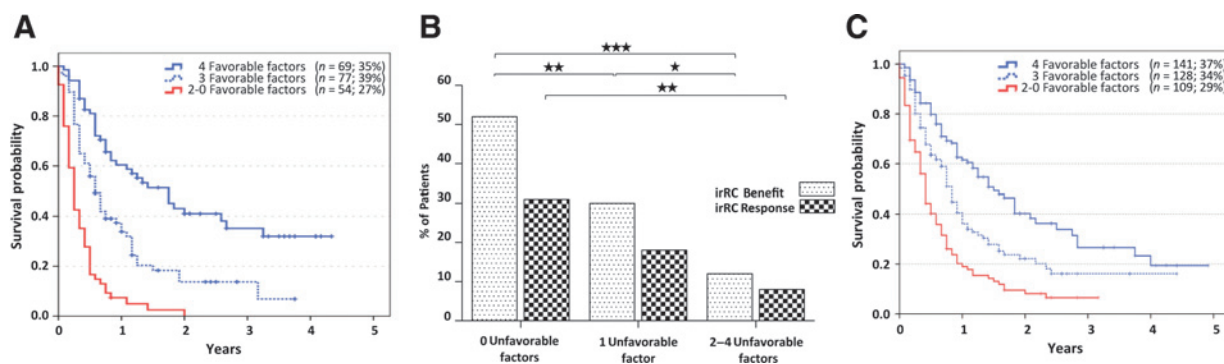 A
4 Favorable factors (n = 69; 35%)
3 Favorable factors (n = 77; 39%)
2-0 Favorable factors (n = 54; 27%)
Survival probability
1.0
0.8
0.6
0.4
0.2
0.0
0 1 2 3 4 5
Years
B
★★★
★★ ★
★★
% of Patients
60
50
40
30
20
10
0
irRC Benefit
irRC Response
0 Unfavorable 1 Unfavorable 2–4 Unfavorable
factors factor factors
C
4 Favorable factors (n = 141; 37%)
3 Favorable factors (n = 128; 34%)
2-0 Favorable factors (n = 109; 29%)
Survival probability
1.0
0.8
0.6
0.4
0.2
0.0
0 1 2 3 4 5
Years